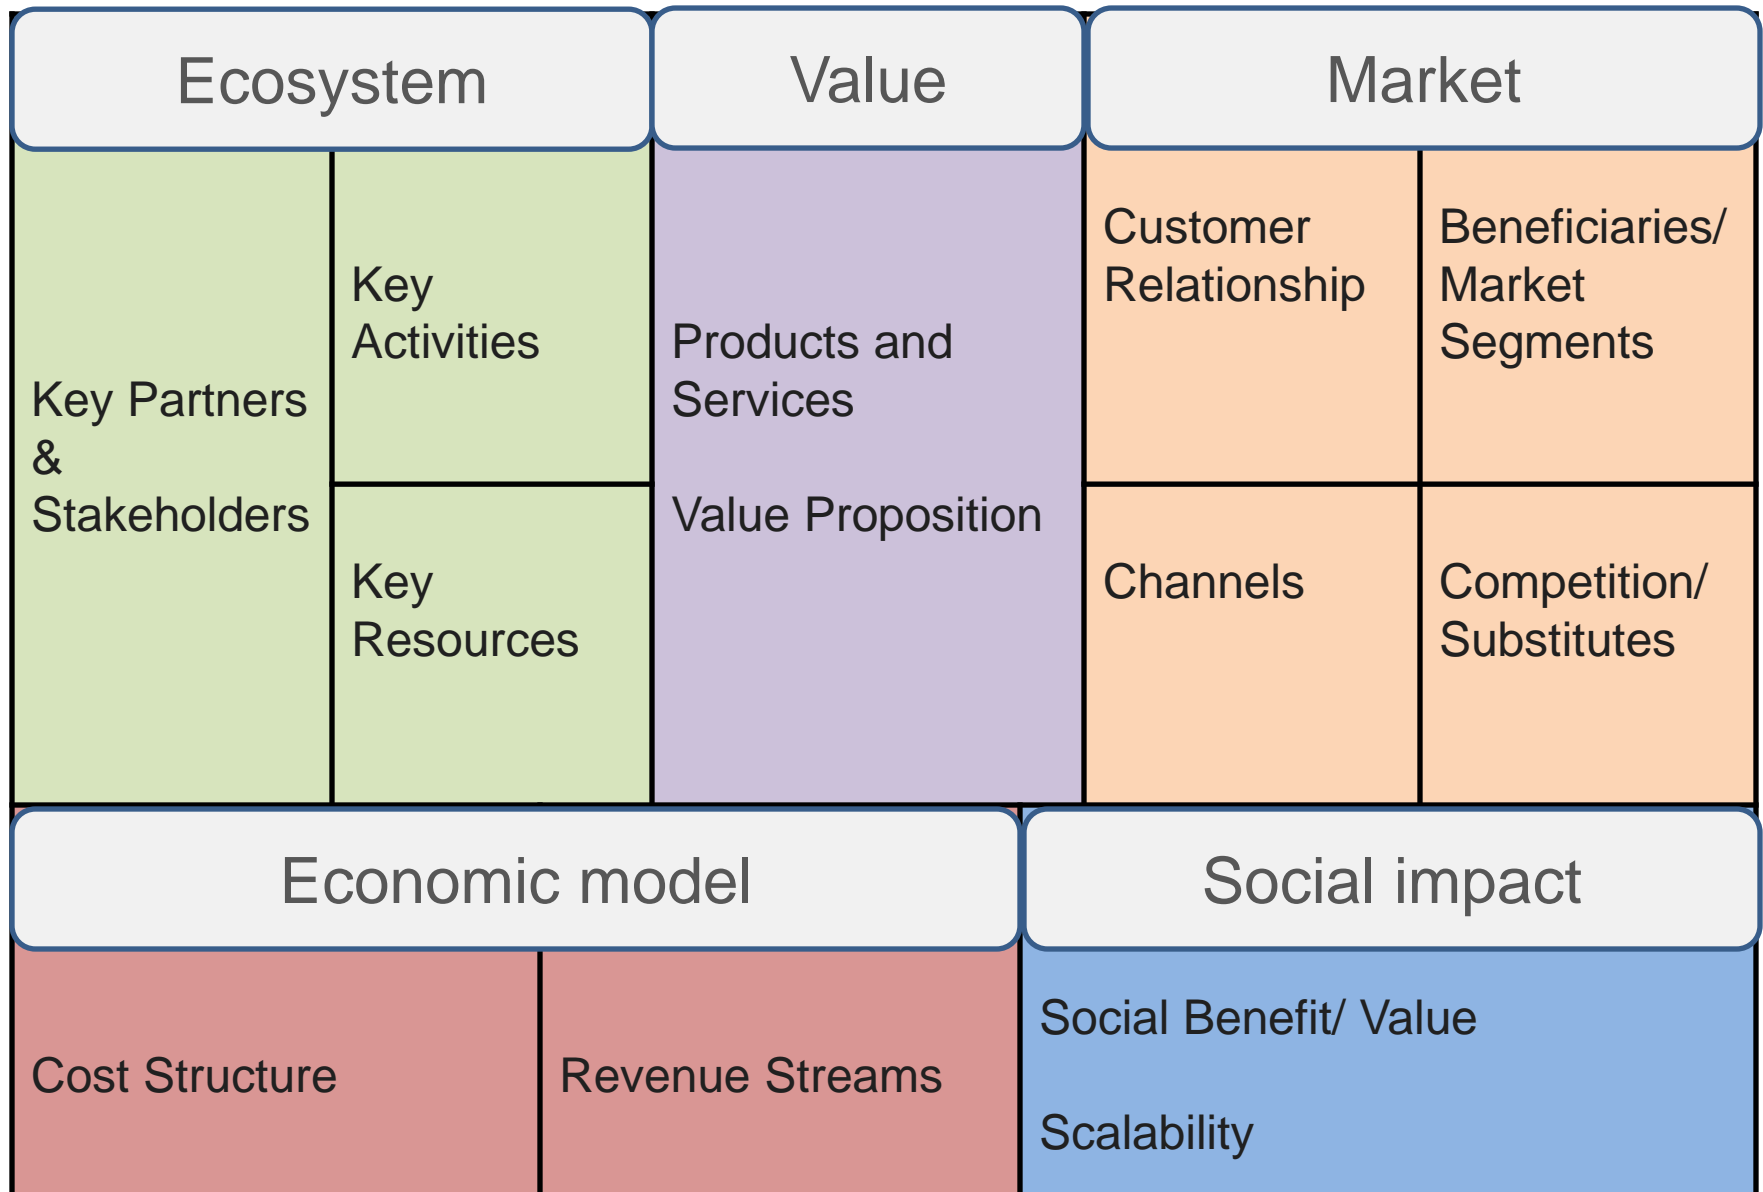 Ecosystem
Value
Market
Key Partners
&
Stakeholders
Key
Activities
Key
Resources
Products and
Services
Value Proposition
Customer
Relationship
Beneficiaries/
Market
Segments
Channels
Competition/
Substitutes
Economic model
Social impact
Cost Structure
Revenue Streams
Social Benefit/ Value
Scalability